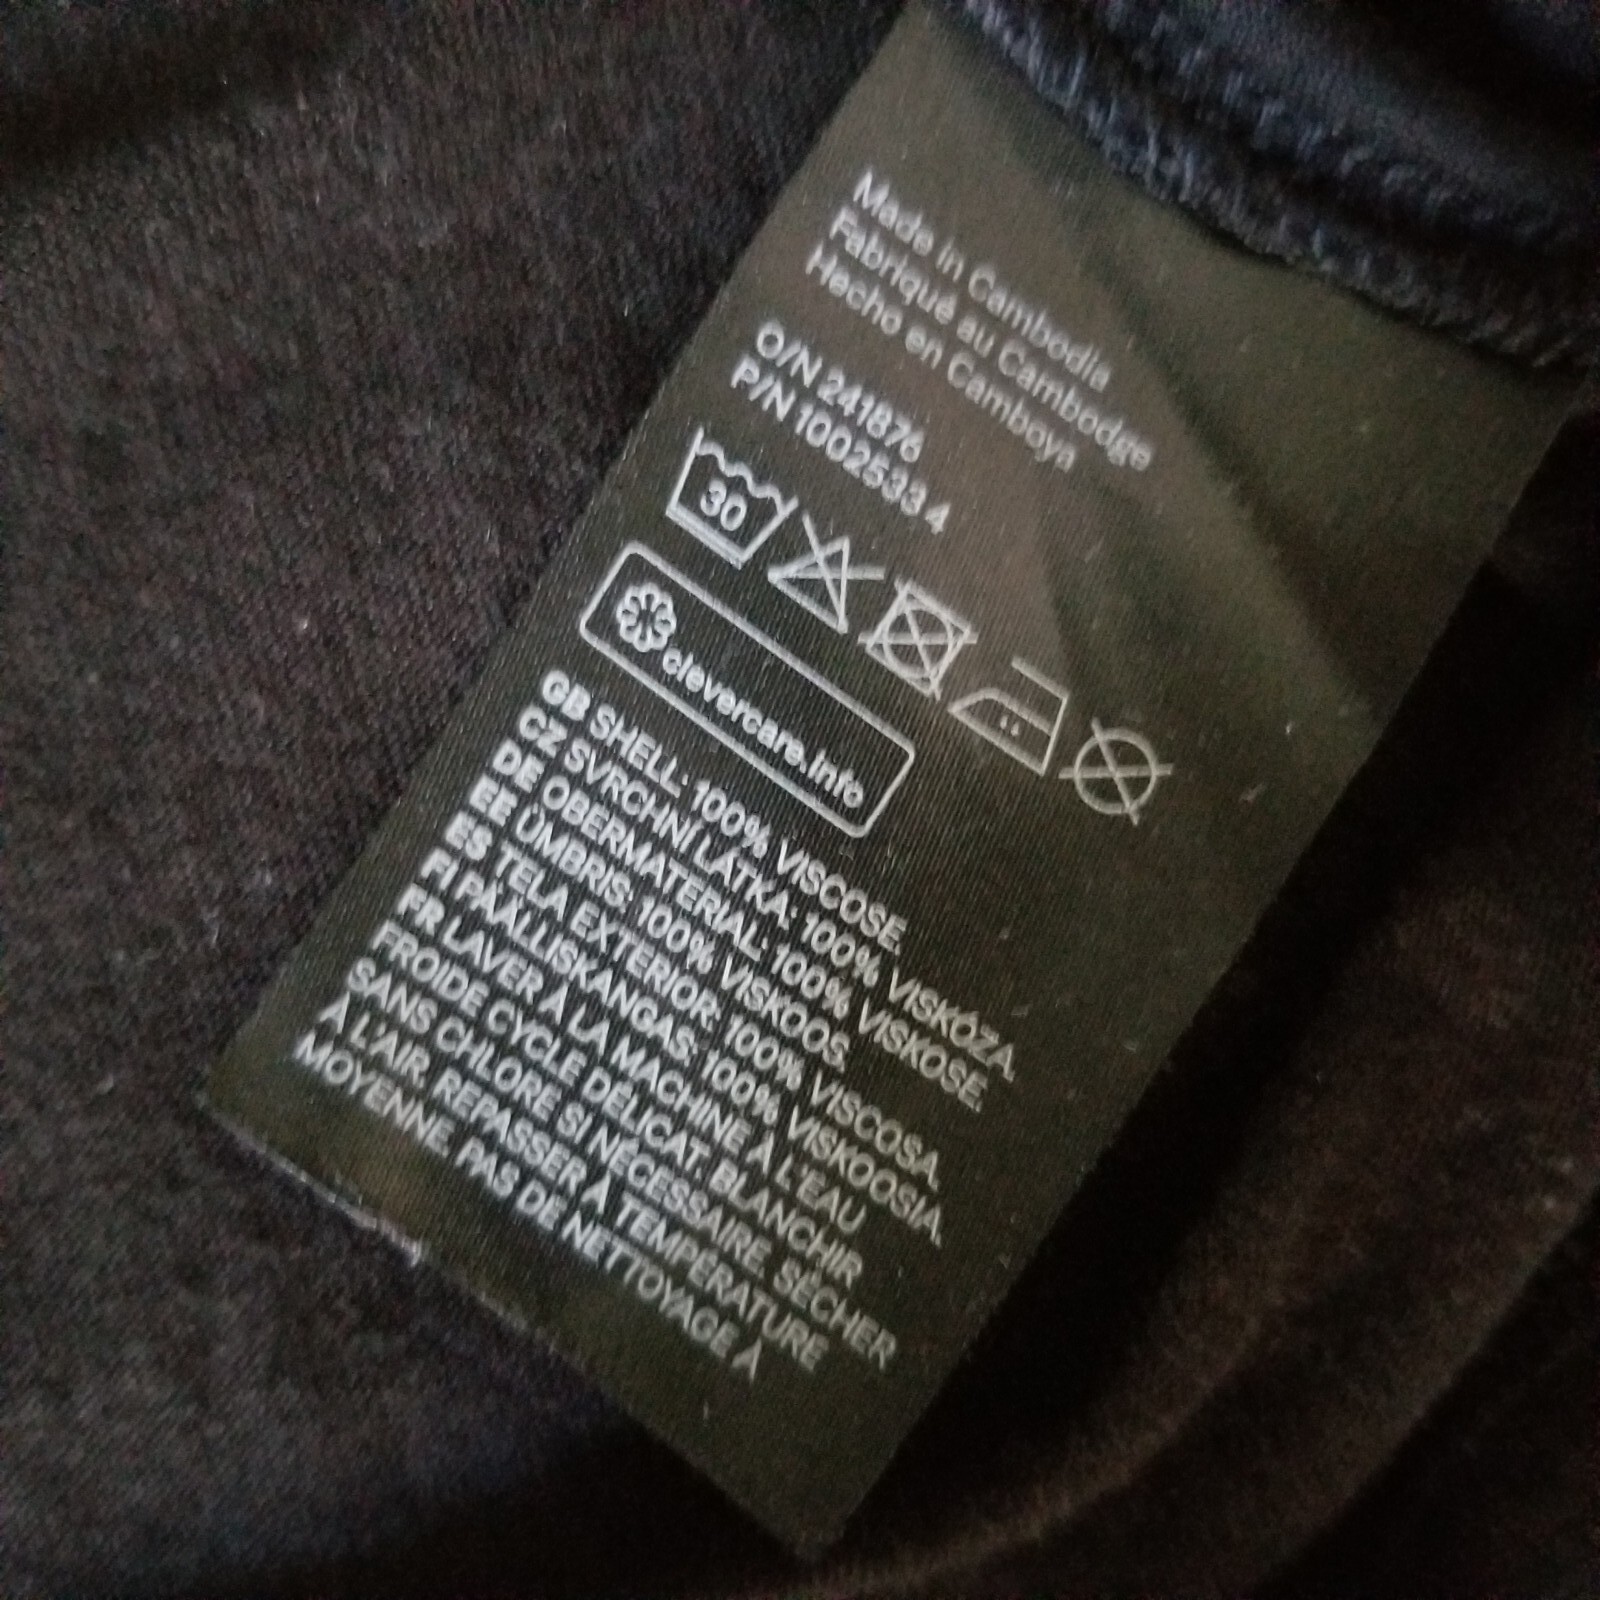 Made in Cambodia
Fabriqué au Cambodge
Hecho en Camboya
O/N 241876
P/N 1002533 4
30
clevercare.info
GB SHELL: 100% VISCOSE.
CZ SVRCHNÍ LÁTKA: 100% VISKÓZA.
DE OBERMATERIAL: 100% VISKOSE.
EE ÜMBRIS: 100% VISKOOS.
ES TELA EXTERIOR: 100% VISCOSA.
FI PÄÄLLISKANGAS: 100% VISKOOSIA.
FR LAVER À LA MACHINE À L'EAU
FROIDE CYCLE DÉLICAT. BLANCHIR
SANS CHLORE SI NÉCESSAIRE. SÉCHER
À L'AIR. REPASSER À TEMPÉRATURE
MOYENNE. PAS DE NETTOYAGE À